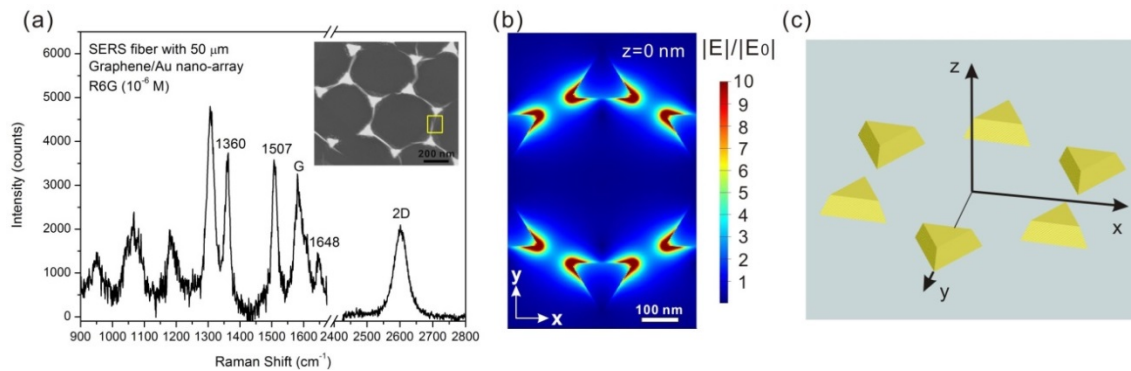 (a)
SERS fiber with 50 μm
Graphene/Au nano-array
R6G (10⁻⁶ M)
200 nm
6000
5000
4000
3000
2000
1000
0
Intensity (counts)
1360
1507
G
1648
2D
900 1000 1100 1200 1300 1400 1500 1600 2500 2600 2700 2800
Raman Shift (cm⁻¹)
(b)
z=0 nm
|E|/|E₀|
10
9
8
7
6
5
4
3
2
1
y
x
100 nm
(c)
z
x
y